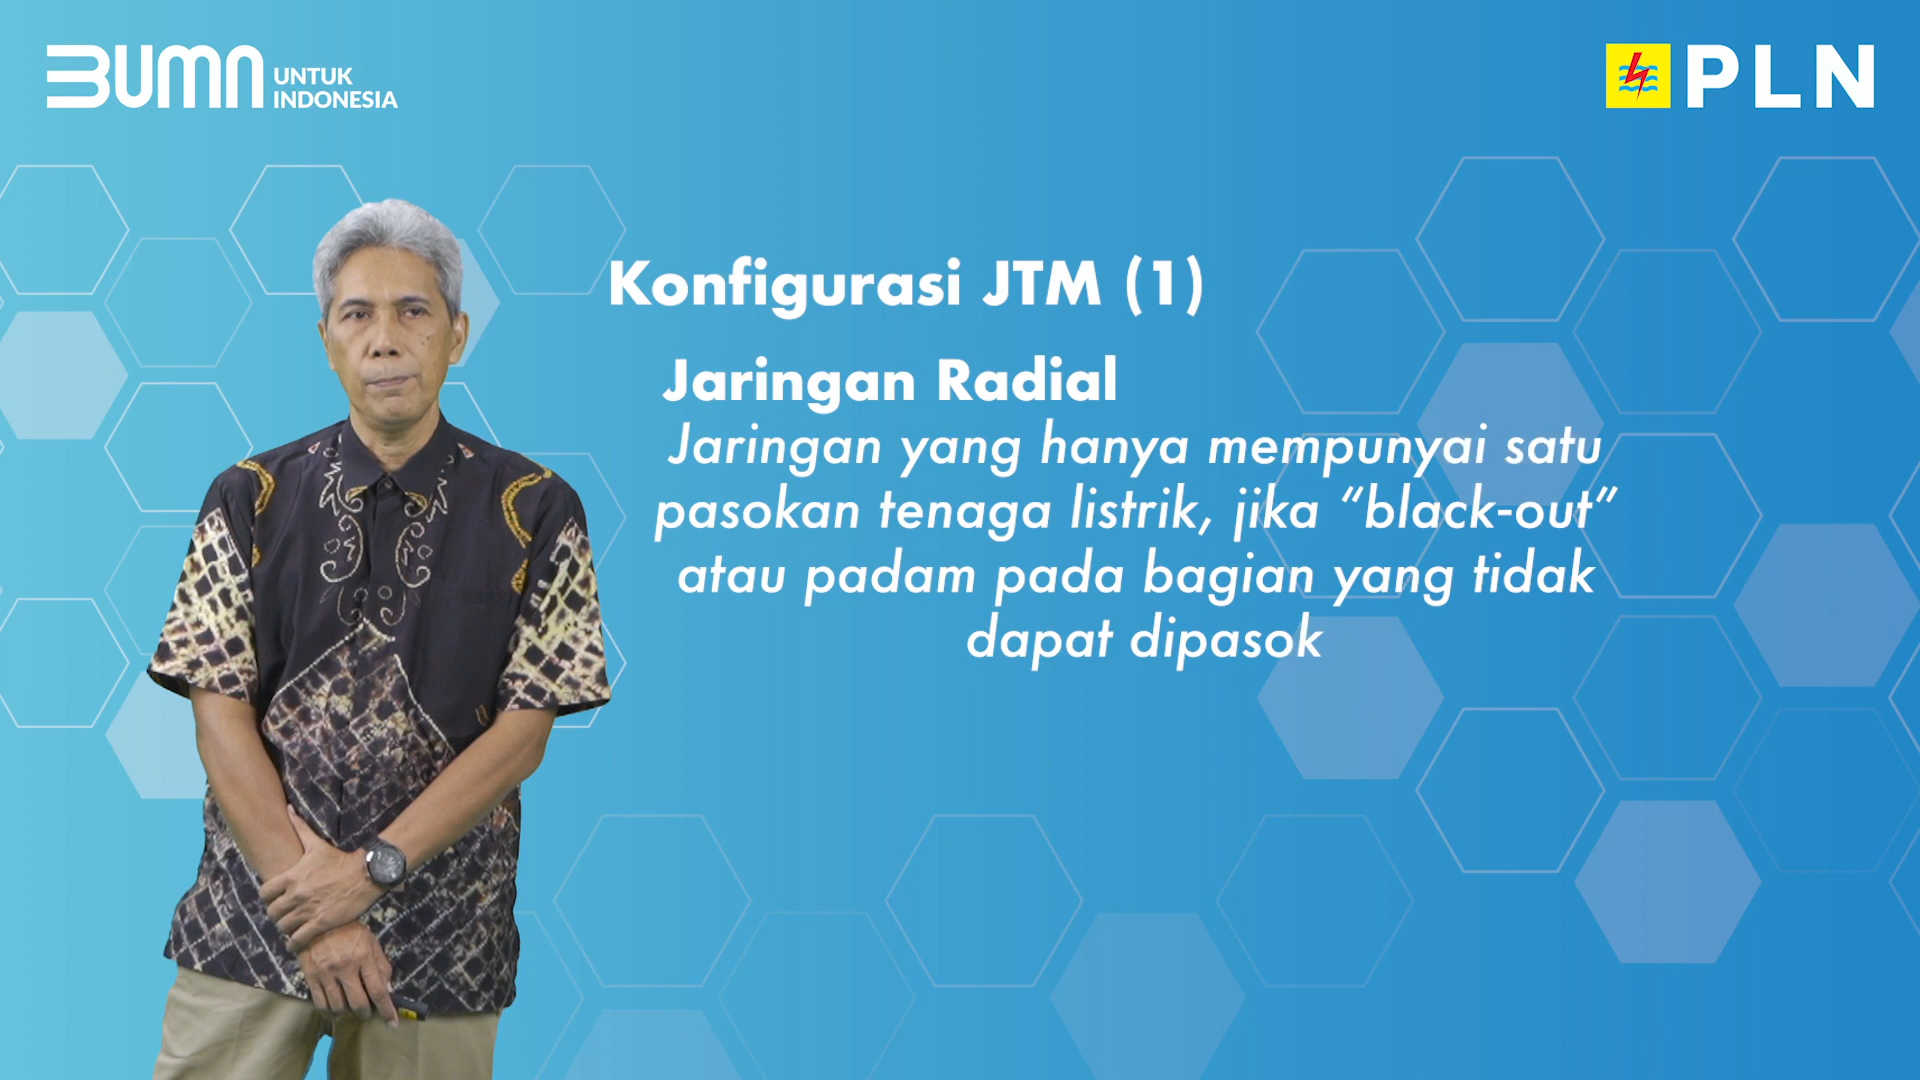 BUMN UNTUK
INDONESIA
PLN
Konfigurasi JTM (1)
Jaringan Radial
Jaringan yang hanya mempunyai satu
pasokan tenaga listrik, jika “black-out”
atau padam pada bagian yang tidak
dapat dipasok